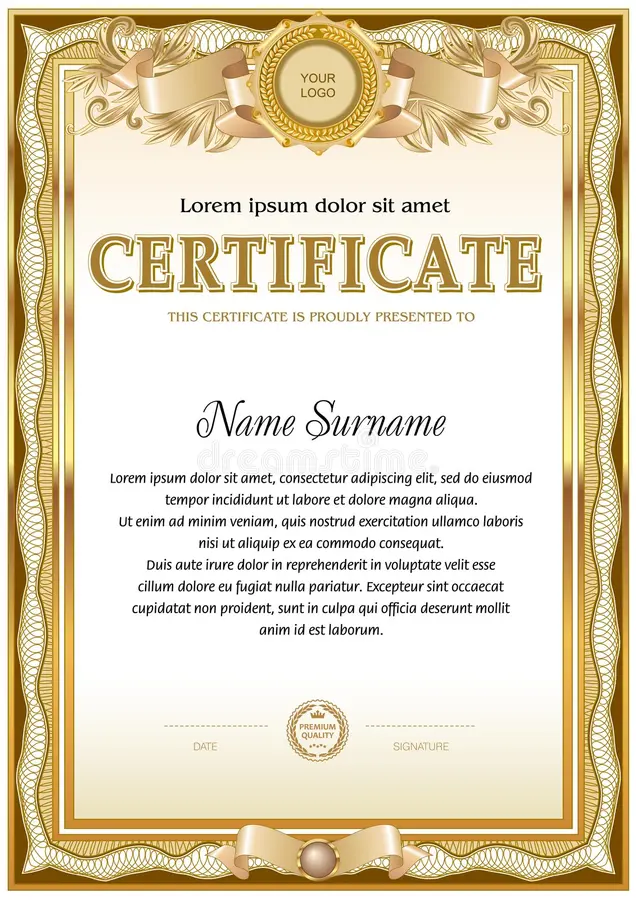 YOUR
LOGO
Lorem ipsum dolor sit amet
CERTIFICATE
THIS CERTIFICATE IS PROUDLY PRESENTED TO
Name Surname
dreamstime
Lorem ipsum dolor sit amet, consectetur adipiscing elit, sed do eiusmod
tempor incididunt ut labore et dolore magna aliqua.
Ut enim ad minim veniam, quis nostrud exercitation ullamco laboris
nisi ut aliquip ex ea commodo consequat.
Duis aute irure dolor in reprehenderit in voluptate velit esse
cillum dolore eu fugiat nulla pariatur. Excepteur sint occaecat
cupidatat non proident, sunt in culpa qui officia deserunt mollit
anim id est laborum.
PREMIUM
QUALITY
DATE
SIGNATURE